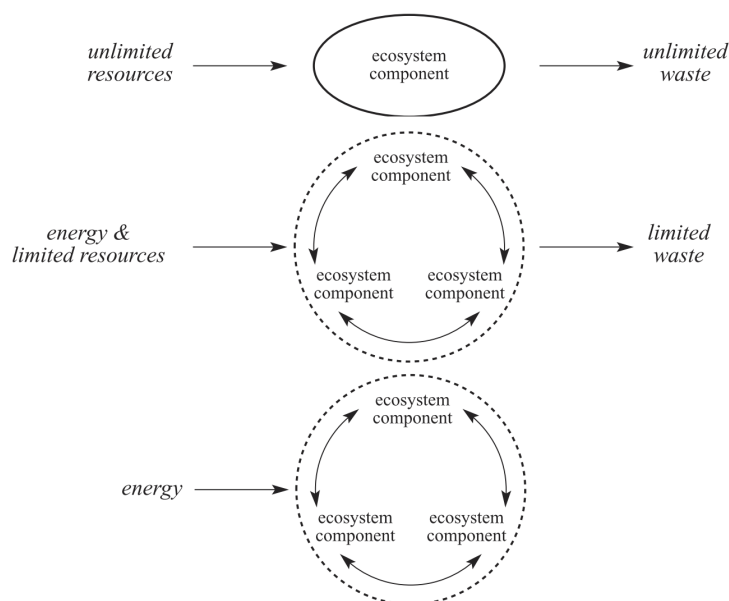 unlimited
resources
ecosystem
component
unlimited
waste
ecosystem
component
energy &
limited resources
limited
waste
ecosystem
component
ecosystem
component
ecosystem
component
energy
ecosystem
component
ecosystem
component